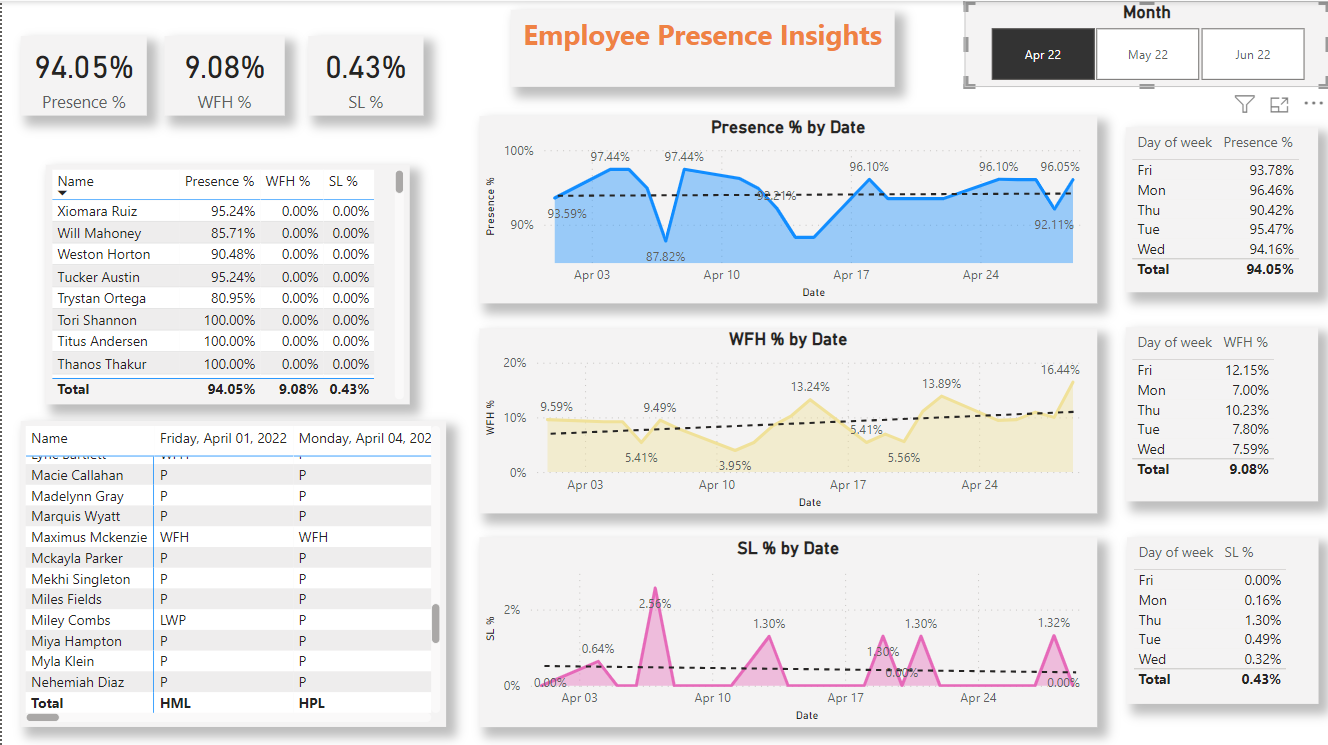 Employee Presence Insights
Month
Apr 22
May 22
Jun 22
94.05%
Presence %
9.08%
WFH %
0.43%
SL %
Name Presence % WFH % SL %
Xiomara Ruiz 95.24% 0.00% 0.00%
Will Mahoney 85.71% 0.00% 0.00%
Weston Horton 90.48% 0.00% 0.00%
Tucker Austin 95.24% 0.00% 0.00%
Trystan Ortega 80.95% 0.00% 0.00%
Tori Shannon 100.00% 0.00% 0.00%
Titus Andersen 100.00% 0.00% 0.00%
Thanos Thakur 100.00% 0.00% 0.00%
Total 94.05% 9.08% 0.43%
Name Friday, April 01, 2022 Monday, April 04, 202
Macie Callahan P P
Madelynn Gray P P
Marquis Wyatt P P
Maximus Mckenzie WFH WFH
Mckayla Parker P P
Mekhi Singleton P P
Miles Fields P P
Miley Combs LWP P
Miya Hampton P P
Myla Klein P P
Nehemiah Diaz P P
Total HML HPL
Presence % by Date
Presence %
100%
90%
93.59%
97.44%
87.82%
97.44%
92.21%
96.10%
96.10%
92.11%
96.05%
Apr 03
Apr 10
Apr 17
Apr 24
Date
WFH % by Date
WFH %
20%
10%
0%
9.59%
5.41%
9.49%
3.95%
13.24%
5.41%
5.56%
13.89%
16.44%
Apr 03
Apr 10
Apr 17
Apr 24
Date
SL % by Date
SL %
2%
0%
0.00%
0.64%
2.56%
1.30%
1.30%
0.00%
1.30%
1.32%
0.00%
Apr 03
Apr 10
Apr 17
Apr 24
Date
Day of week Presence %
Fri 93.78%
Mon 96.46%
Thu 90.42%
Tue 95.47%
Wed 94.16%
Total 94.05%
Day of week WFH %
Fri 12.15%
Mon 7.00%
Thu 10.23%
Tue 7.80%
Wed 7.59%
Total 9.08%
Day of week SL %
Fri 0.00%
Mon 0.16%
Thu 1.30%
Tue 0.49%
Wed 0.32%
Total 0.43%